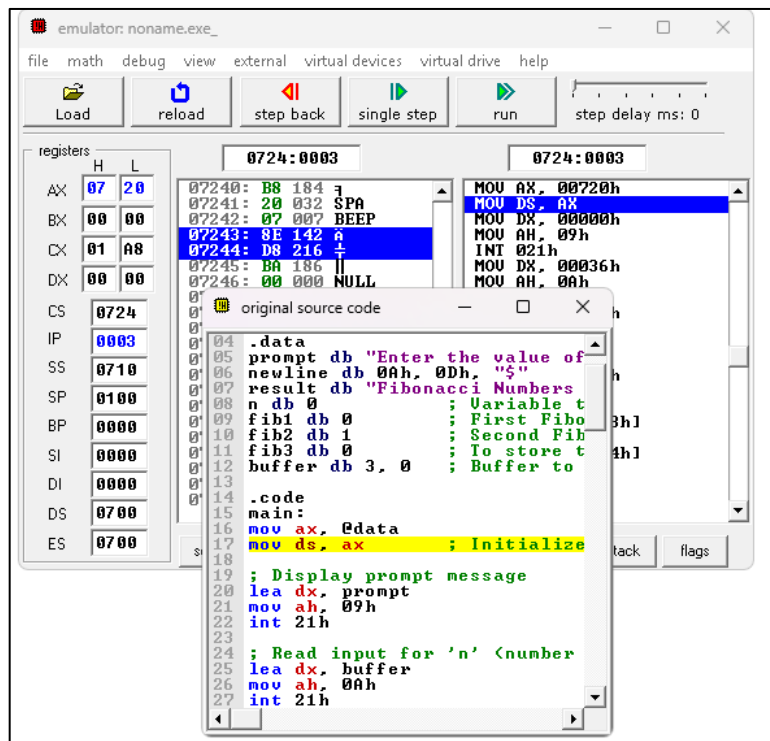 emulator: noname.exe_
file math debug view external virtual devices virtual drive help
Load reload step back single step run step delay ms: 0
registers
H L
AX 07 20
BX 00 00
CX 01 A8
DX 00 00
CS 0724
IP 0003
SS 0710
SP 0100
BP 0000
SI 0000
DI 0000
DS 0700
ES 0700
0724:0003
07240: B8 184 ╕
07241: 20 032 SPA
07242: 07 007 BEEP
07243: 8E 142 Ä
07244: D8 216 ╪
07245: BA 186 ║
07246: 00 000 NULL
0724:0003
MOV AX, 00720h
MOV DS, AX
MOV DX, 00000h
MOV AH, 09h
INT 021h
MOV DX, 00036h
MOV AH, 0Ah
original source code
04 .data
05 prompt db "Enter the value of
06 newline db 0Ah, 0Dh, "$"
07 result db "Fibonacci Numbers
08 n db 0 ; Variable t
09 fib1 db 0 ; First Fibo
10 fib2 db 1 ; Second Fib
11 fib3 db 0 ; To store t
12 buffer db 3, 0 ; Buffer to
13
14 .code
15 main:
16 mov ax, @data
17 mov ds, ax ; Initialize
18
19 ; Display prompt message
20 lea dx, prompt
21 mov ah, 09h
22 int 21h
23
24 ; Read input for 'n' (number
25 lea dx, buffer
26 mov ah, 0Ah
27 int 21h
flags